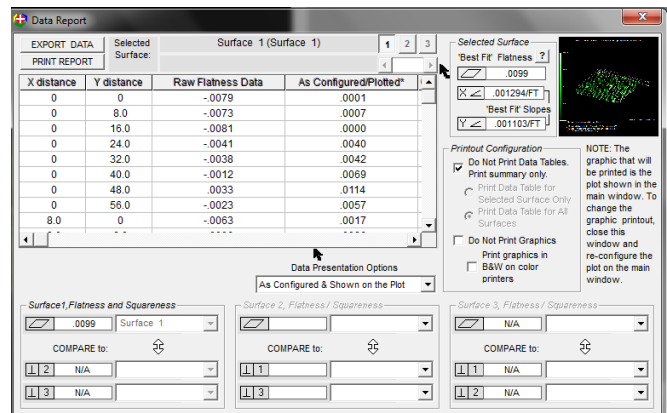 Data Report
EXPORT DATA
PRINT REPORT
Selected
Surface:
Surface 1 (Surface 1)
1 2 3
X distance Y distance Raw Flatness Data As Configured/Plotted*
0 0 -.0079 .0001
0 8.0 -.0073 .0007
0 16.0 -.0081 .0000
0 24.0 -.0041 .0040
0 32.0 -.0038 .0042
0 40.0 -.0012 .0069
0 48.0 .0033 .0114
0 56.0 -.0023 .0057
8.0 0 -.0063 .0017
Data Presentation Options
As Configured & Shown on the Plot
Selected Surface
'Best Fit' Flatness ?
.0099
X .001294/FT
'Best Fit' Slopes
Y .001103/FT
Printout Configuration
Do Not Print Data Tables.
Print summary only.
Print Data Table for
Selected Surface Only
Print Data Table for All
Surfaces
Do Not Print Graphics
Print graphics in
B&W on color
printers
NOTE: The
graphic that will
be printed is the
plot shown in the
main window. To
change the
graphic printout,
close this
window and
re-configure the
plot on the main
window.
Surface1,Flatness and Squareness
.0099 Surface 1
COMPARE to:
2 N/A
3 N/A
Surface 2, Flatness / Squareness
COMPARE to:
1
3
Surface 3, Flatness / Squareness
N/A
COMPARE to:
1 N/A
2 N/A